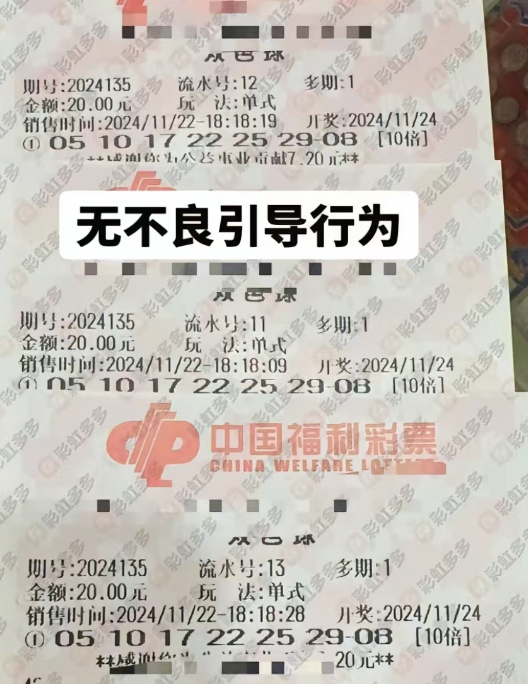 双色球
期号:2024135 流水号:12 多期:1
金额:20.00元 玩 法:单式
销售时间:2024/11/22-18:18:19 开奖:2024/11/24
① 05 10 17 22 25 29-08 [10倍]
**感谢您为公益事业贡献7.20元**
无不良引导行为
双色球
期号:2024135 流水号:11 多期:1
金额:20.00元 玩 法:单式
销售时间:2024/11/22-18:18:09 开奖:2024/11/24
① 05 10 17 22 25 29-08 [10倍]
中国福利彩票
CHINA WELFARE LOTTERY
双色球
期号:2024135 流水号:13 多期:1
金额:20.00元 玩 法:单式
销售时间:2024/11/22-18:18:28 开奖:2024/11/24
① 05 10 17 22 25 29-08 [10倍]
**感谢您为 20元**
彩虹多多